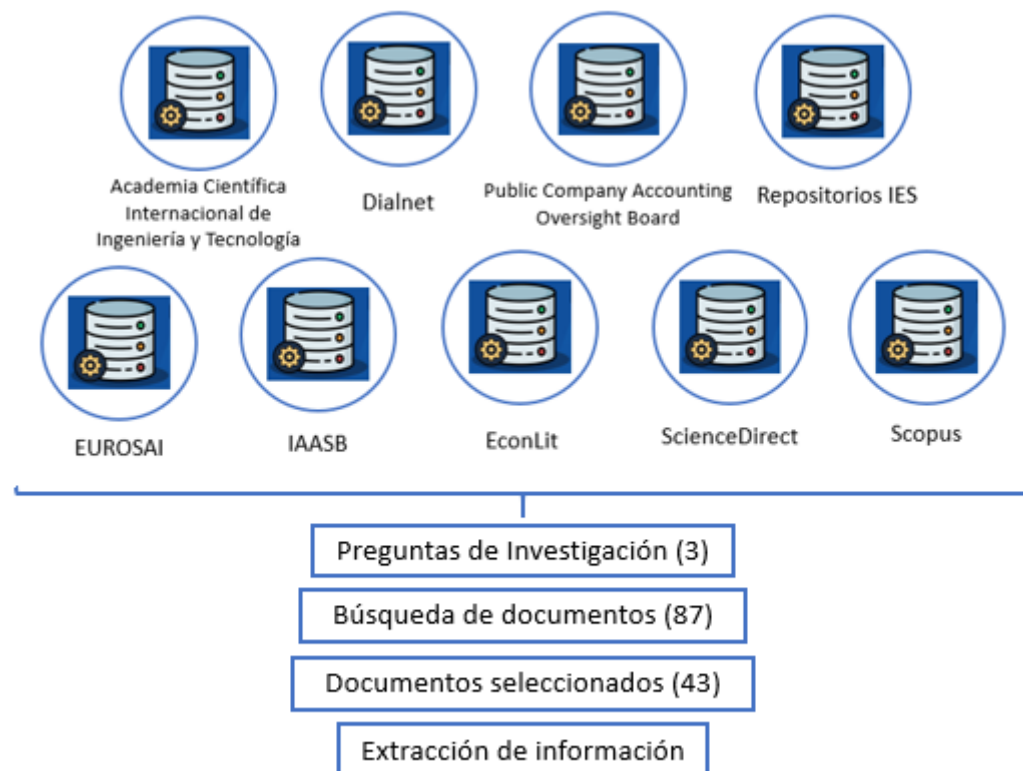 Academia Científica
Internacional de
Ingeniería y Tecnología
Dialnet
Public Company Accounting
Oversight Board
Repositorios IES
EUROSAI
IAASB
EconLit
ScienceDirect
Scopus
Preguntas de Investigación (3)
Búsqueda de documentos (87)
Documentos seleccionados (43)
Extracción de información